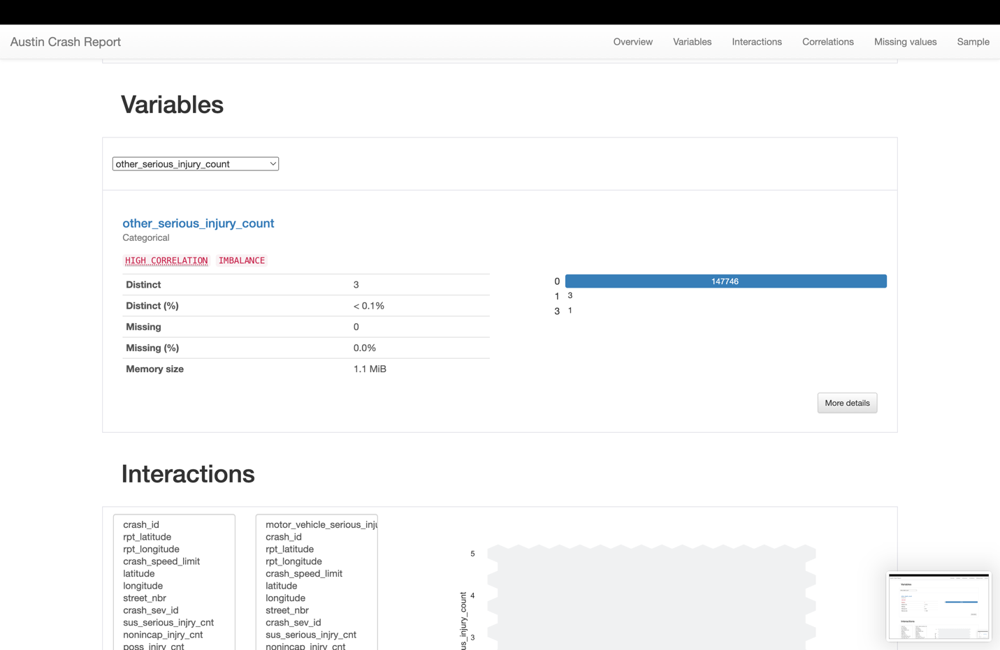 Austin Crash Report
Overview
Variables
Interactions
Correlations
Missing values
Sample
Variables
other_serious_injury_count
other_serious_injury_count
Categorical
HIGH CORRELATION IMBALANCE
Distinct 3
Distinct (%) < 0.1%
Missing 0
Missing (%) 0.0%
Memory size 1.1 MiB
0 147746
1 3
3 1
More details
Interactions
crash_id
rpt_latitude
rpt_longitude
crash_speed_limit
latitude
longitude
street_nbr
crash_sev_id
sus_serious_injry_cnt
nonincap_injry_cnt
poss_injry_cnt
motor_vehicle_serious_inju
crash_id
rpt_latitude
rpt_longitude
crash_speed_limit
latitude
longitude
street_nbr
crash_sev_id
sus_serious_injry_cnt
nonincap_injry_cnt
5
4
3
us_injury_count